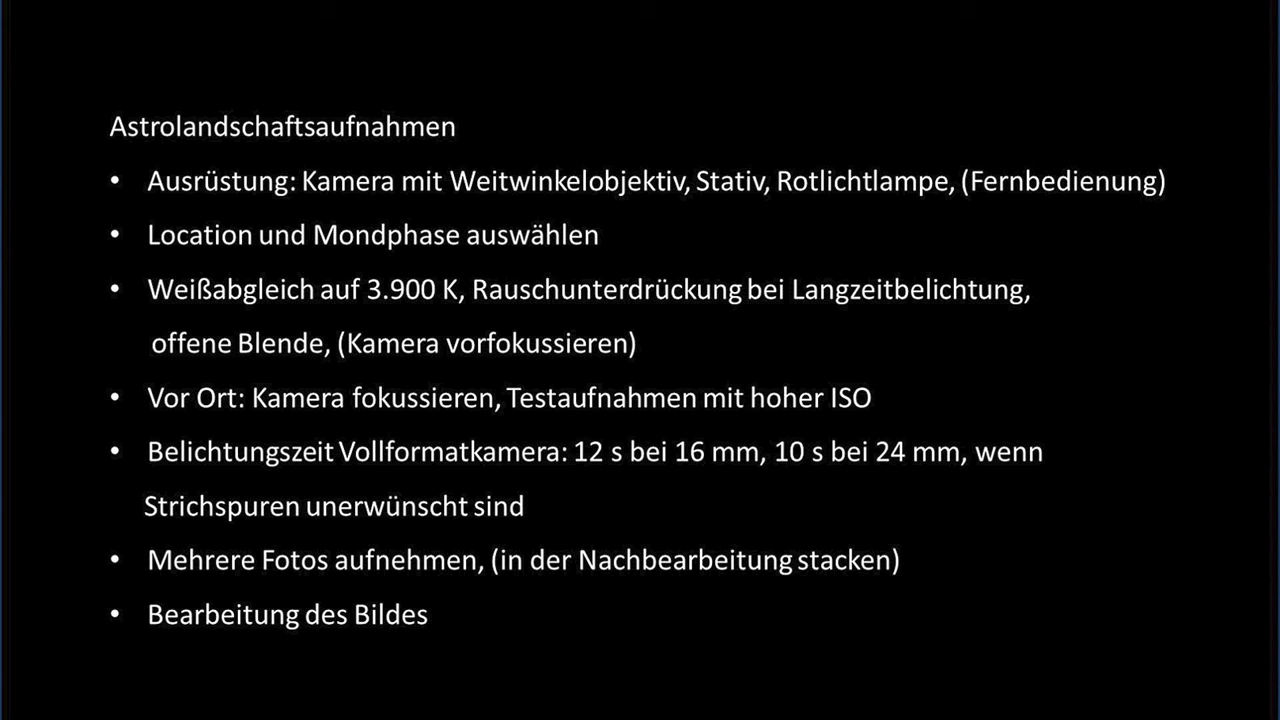 Astrolandschaftsaufnahmen
• Ausrüstung: Kamera mit Weitwinkelobjektiv, Stativ, Rotlichtlampe, (Fernbedienung)
• Location und Mondphase auswählen
• Weißabgleich auf 3.900 K, Rauschunterdrückung bei Langzeitbelichtung,
offene Blende, (Kamera vorfokussieren)
• Vor Ort: Kamera fokussieren, Testaufnahmen mit hoher ISO
• Belichtungszeit Vollformatkamera: 12 s bei 16 mm, 10 s bei 24 mm, wenn
Strichspuren unerwünscht sind
• Mehrere Fotos aufnehmen, (in der Nachbearbeitung stacken)
• Bearbeitung des Bildes